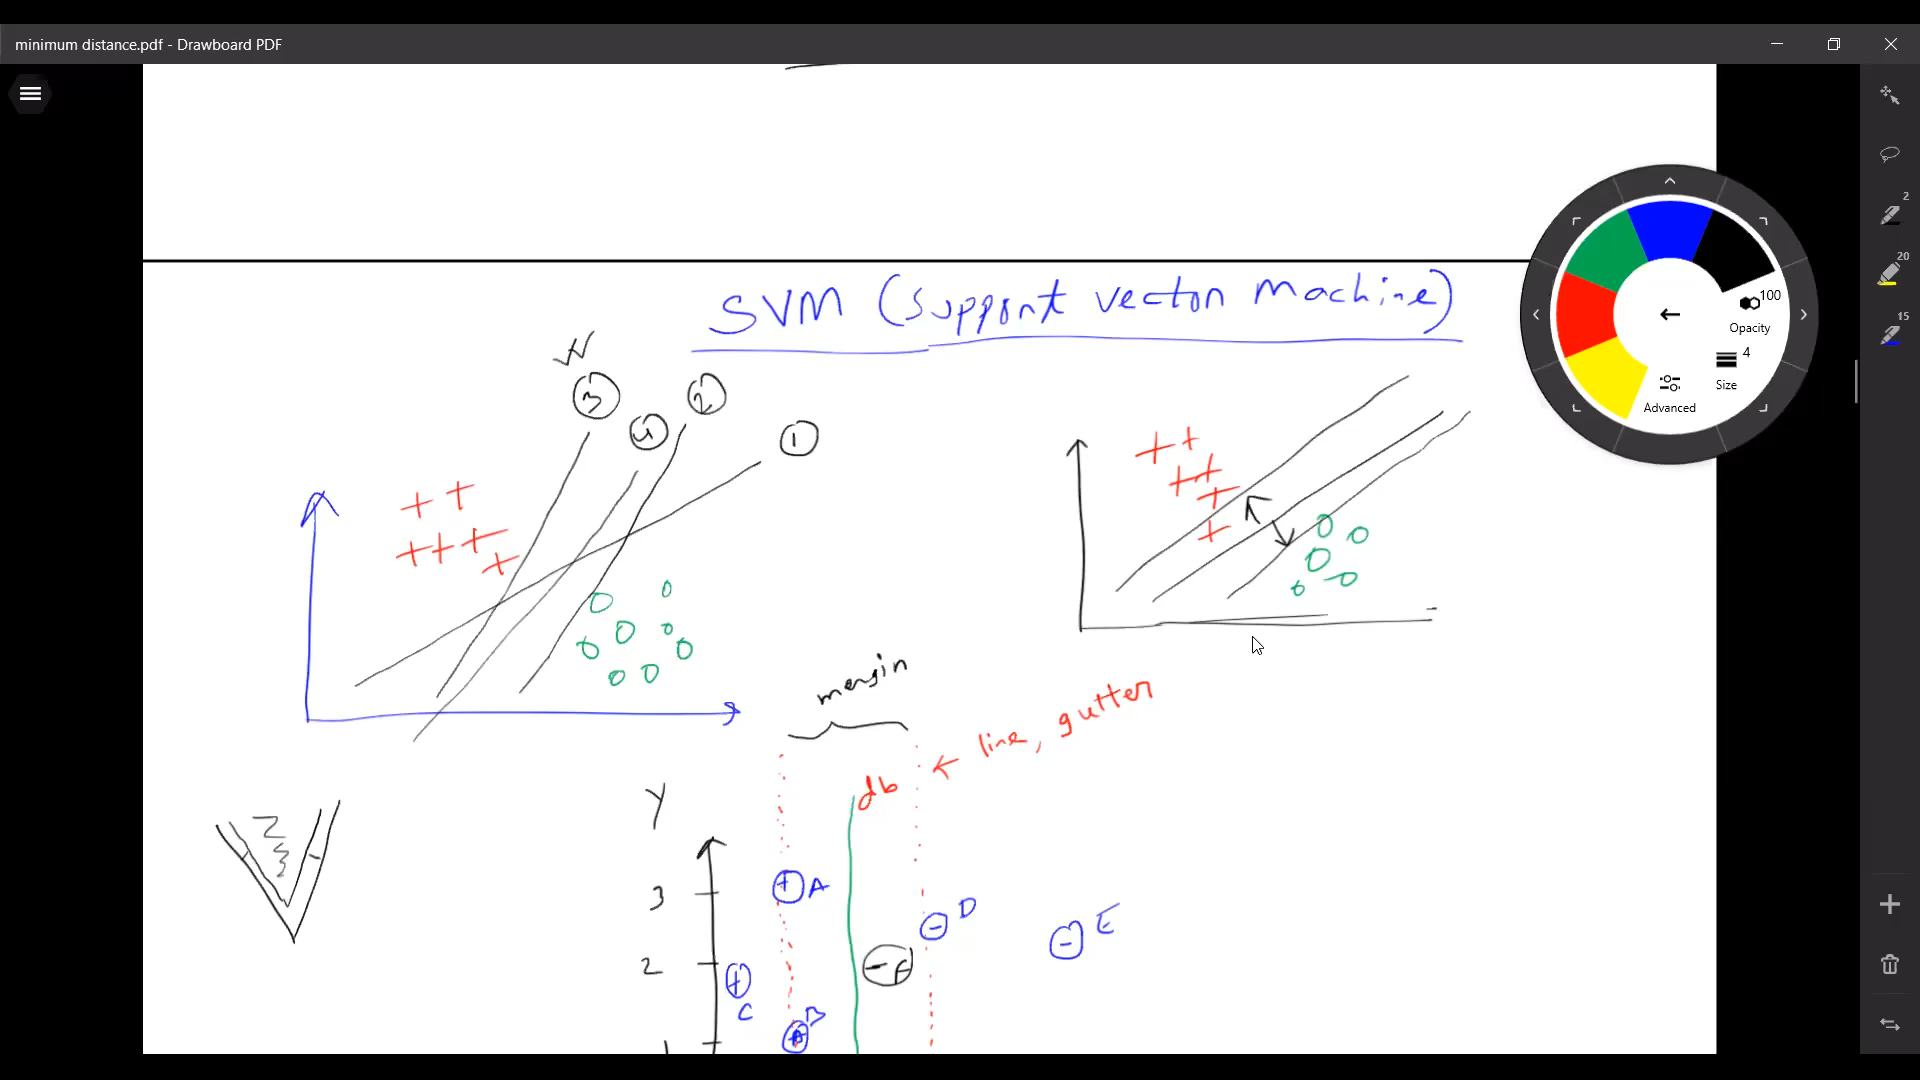 minimum distance.pdf - Drawboard PDF
2
20
15
100
Opacity
4
Size
Advanced
SVM (Support vector Machine)
3
4
2
1
+ +
+ + + +
+ +
+ +
+
+
margin
← line, gutter
db
Y
3
+ A
- D
- E
2
+
C
- F
B
1